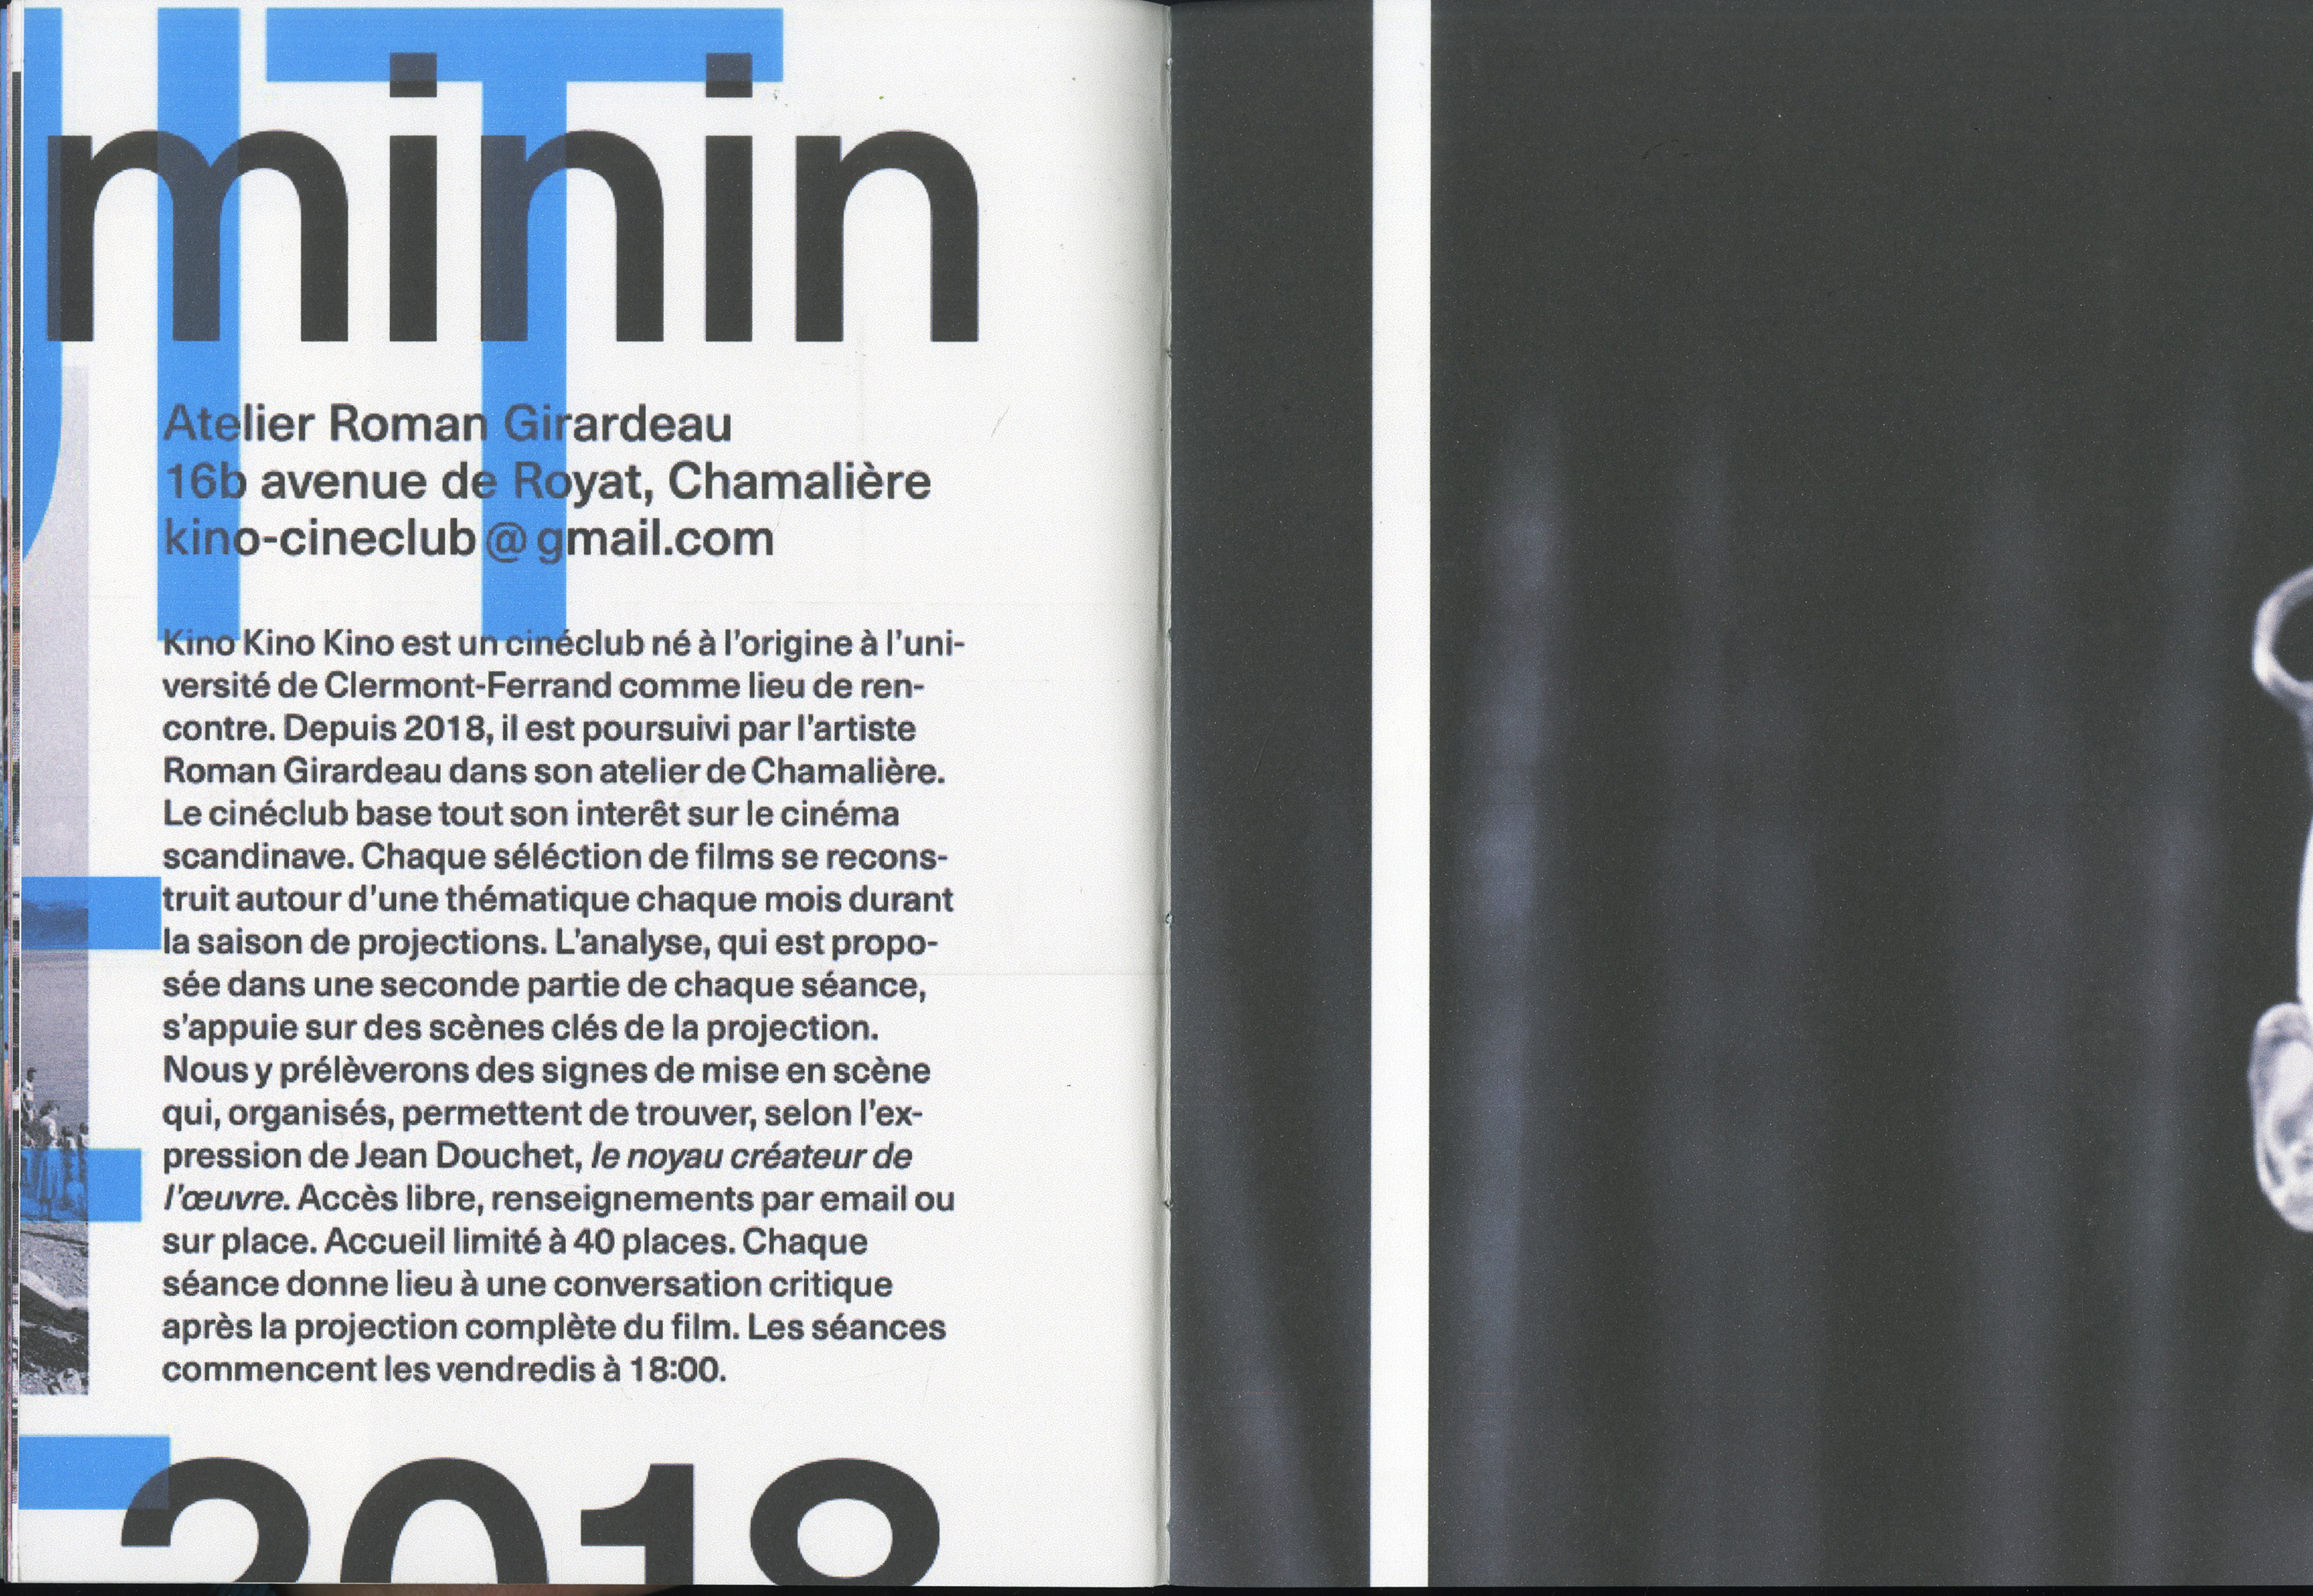 minin
Atelier Roman Girardeau
16b avenue de Royat, Chamalière
kino-cineclub@gmail.com
Kino Kino Kino est un cinéclub né à l'origine à l'uni-
versité de Clermont-Ferrand comme lieu de ren-
contre. Depuis 2018, il est poursuivi par l'artiste
Roman Girardeau dans son atelier de Chamalière.
Le cinéclub base tout son interêt sur le cinéma
scandinave. Chaque séléction de films se recons-
truit autour d'une thématique chaque mois durant
la saison de projections. L'analyse, qui est propo-
sée dans une seconde partie de chaque séance,
s'appuie sur des scènes clés de la projection.
Nous y prélèverons des signes de mise en scène
qui, organisés, permettent de trouver, selon l'ex-
pression de Jean Douchet, le noyau créateur de
l'œuvre. Accès libre, renseignements par email ou
sur place. Accueil limité à 40 places. Chaque
séance donne lieu à une conversation critique
après la projection complète du film. Les séances
commencent les vendredis à 18:00.
2018